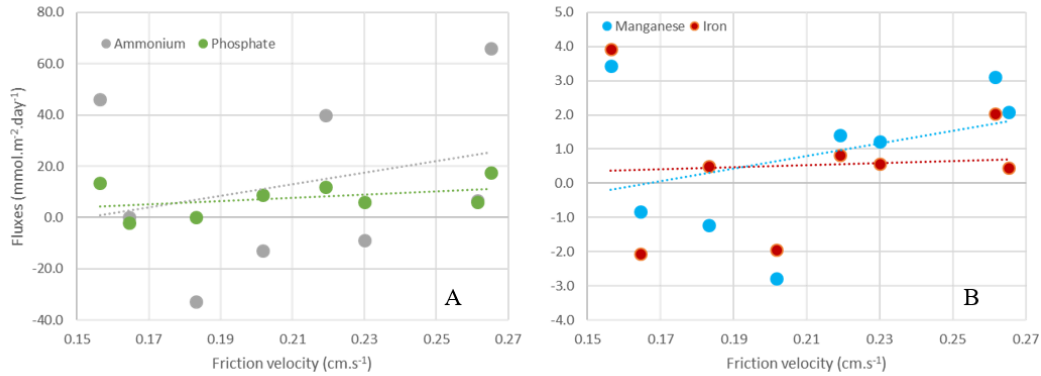 80.0
60.0
40.0
20.0
0.0
-20.0
-40.0
Fluxes (mmol.m⁻².day⁻¹)
Ammonium Phosphate
A
0.15 0.17 0.19 0.21 0.23 0.25 0.27
Friction velocity (cm.s⁻¹)
5.0
4.0
3.0
2.0
1.0
0.0
-1.0
-2.0
-3.0
-4.0
Manganese Iron
B
0.15 0.17 0.19 0.21 0.23 0.25 0.27
Friction velocity (cm.s⁻¹)